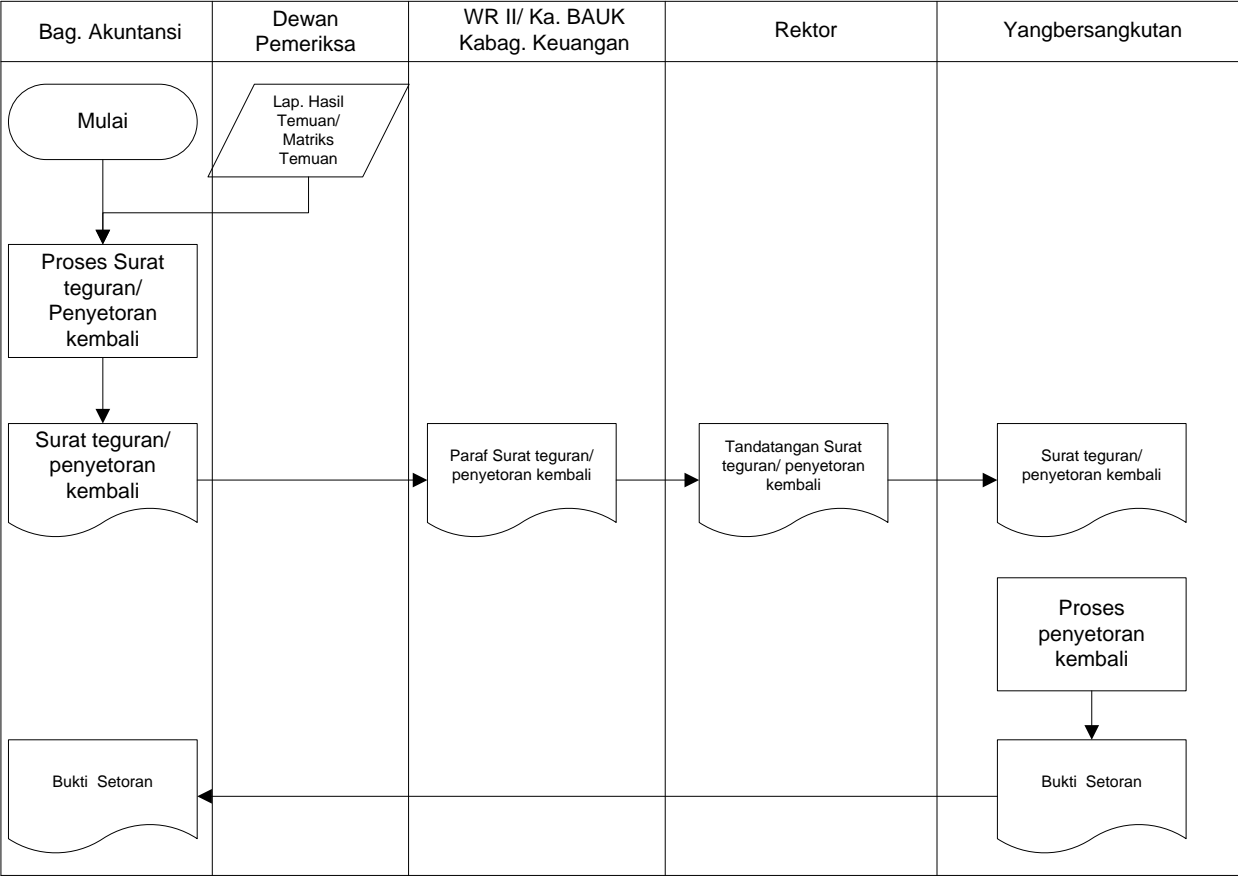 Bag. Akuntansi
Dewan
Pemeriksa
WR II/ Ka. BAUK
Kabag. Keuangan
Rektor
Yangbersangkutan
Mulai
Lap. Hasil
Temuan/
Matriks
Temuan
Proses Surat
teguran/
Penyetoran
kembali
Surat teguran/
penyetoran
kembali
Paraf Surat teguran/
penyetoran kembali
Tandatangan Surat
teguran/ penyetoran
kembali
Surat teguran/
penyetoran kembali
Proses
penyetoran
kembali
Bukti Setoran
Bukti Setoran